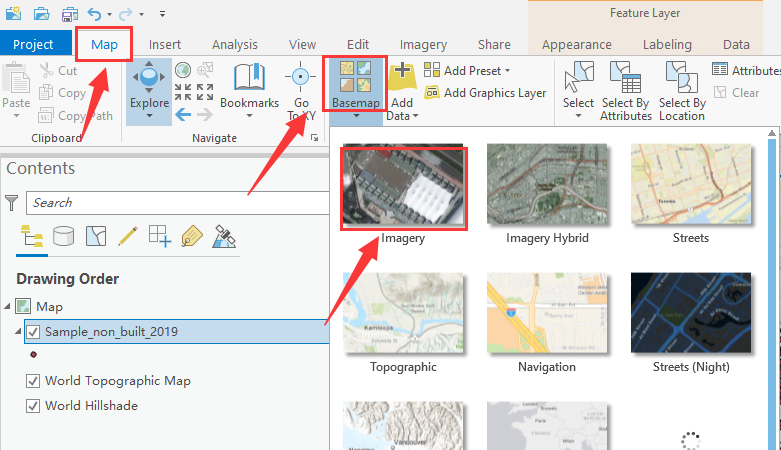 Feature Layer
Project Map Insert Analysis View Edit Imagery Share Appearance Labeling Data
Cut
Copy
Copy Path
Paste
Clipboard
Explore
Bookmarks
Go
To XY
Navigate
Basemap
Add
Data
Add Preset
Add Graphics Layer
Select
Select By
Attributes
Select By
Location
Attributes
Clear
Contents
Search
Drawing Order
Map
Sample_non_built_2019
World Topographic Map
World Hillshade
Imagery
Imagery Hybrid
Toronto
Streets
Kamloops
Topographic
Navigation
Streets (Night)
Vancouver